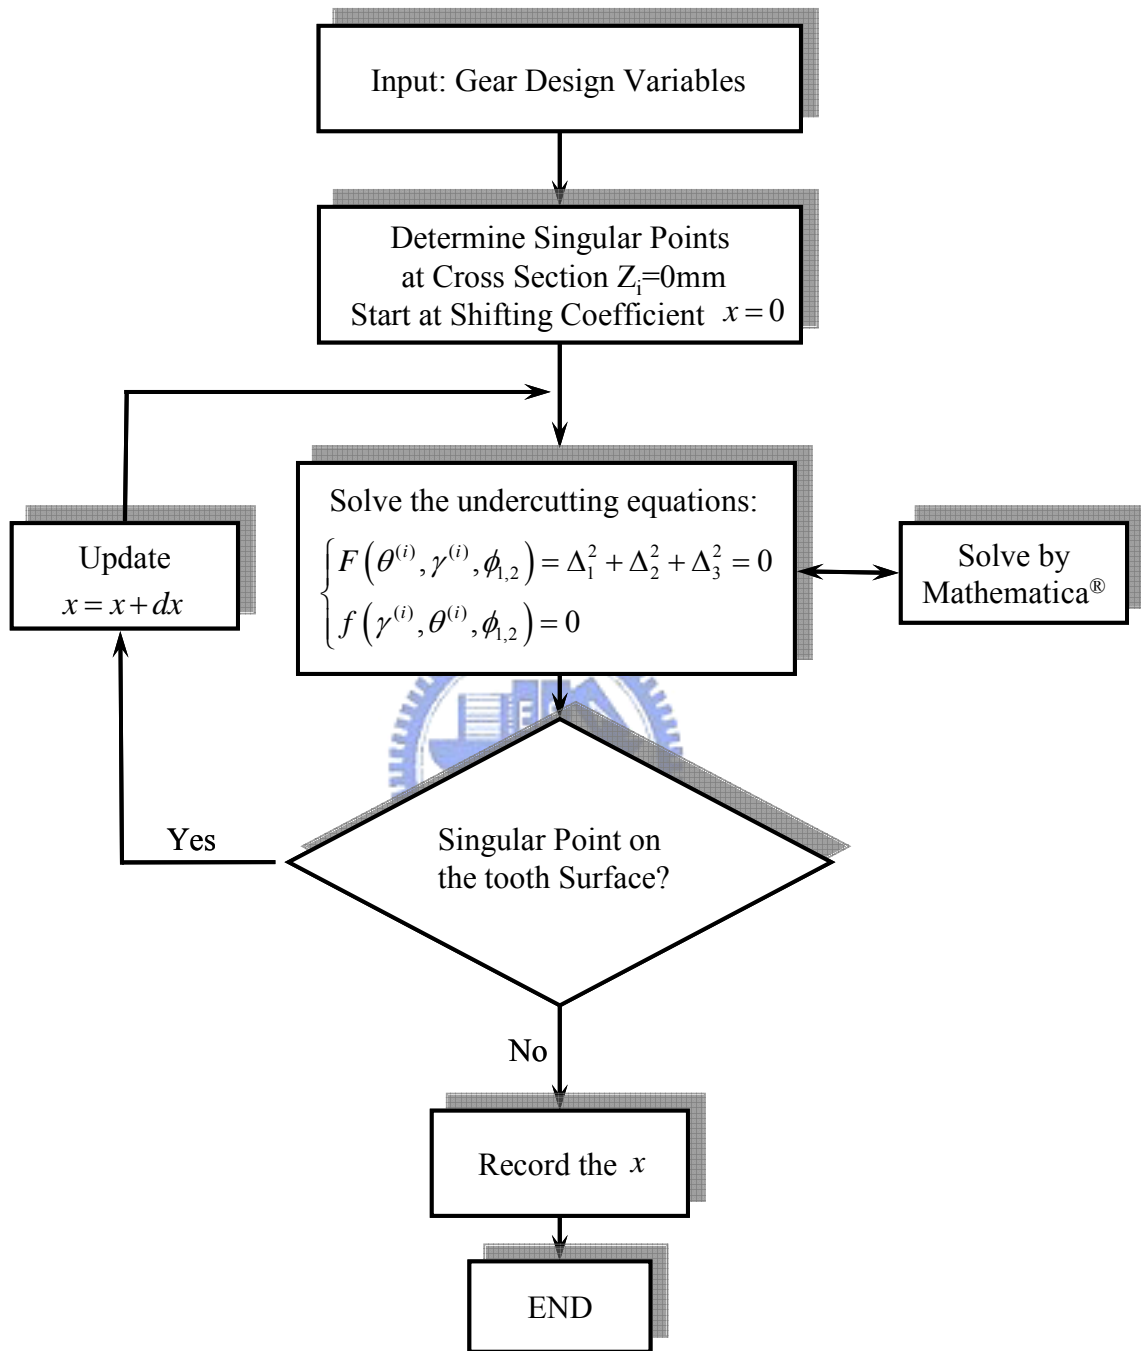 Input: Gear Design Variables
Determine Singular Points
at Cross Section Zᵢ=0mm
Start at Shifting Coefficient x = 0
Solve the undercutting equations:
F(θ⁽ⁱ⁾, γ⁽ⁱ⁾, ϕ₁,₂) = Δ₁² + Δ₂² + Δ₃² = 0
f(γ⁽ⁱ⁾, θ⁽ⁱ⁾, ϕ₁,₂) = 0
Update
x = x + dx
Solve by
Mathematica®
Yes
Singular Point on
the tooth Surface?
No
Record the x
END